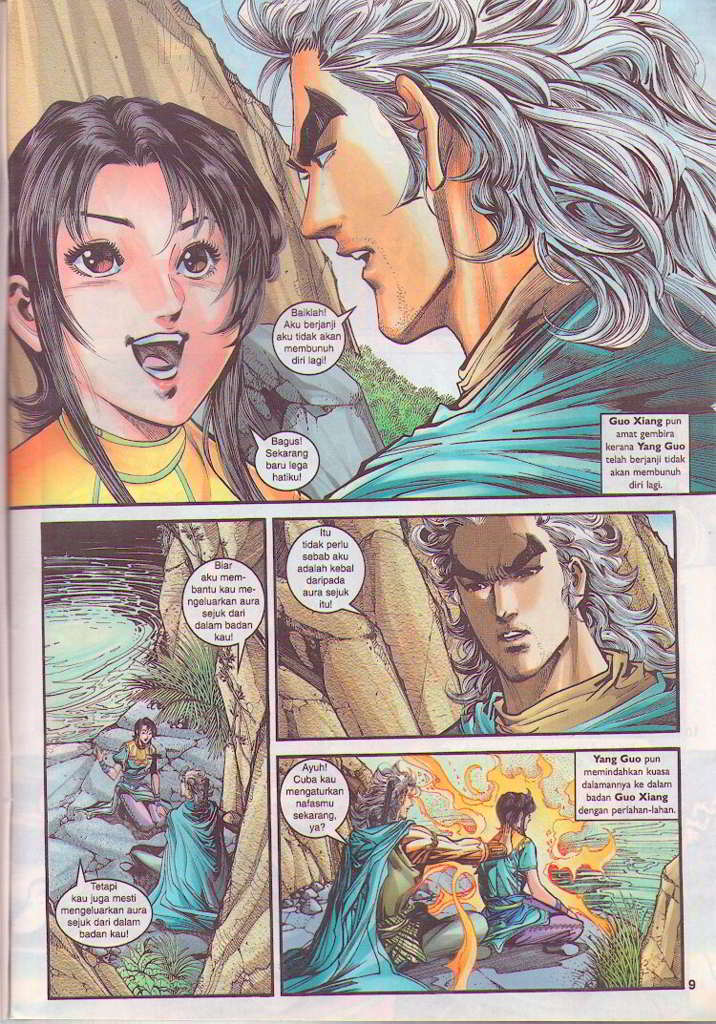 Baiklah!
Aku berjanji
aku tidak akan
membunuh
diri lagi!
Bagus!
Sekarang
baru lega
hatiku!
Guo Xiang pun
amat gembira
kerana Yang Guo
telah berjanji tidak
akan membunuh
diri lagi.
Biar
aku mem-
bantu kau me-
ngeluarkan aura
sejuk dari
dalam badan
kau!
Tetapi
kau juga mesti
mengeluarkan aura
sejuk dari dalam
badan kau!
Itu
tidak perlu
sebab aku
adalah kebal
daripada
aura sejuk
itu!
Ayuh!
Cuba kau
mengaturkan
nafasmu
sekarang,
ya?
Yang Guo pun
memindahkan kuasa
dalamannya ke dalam
badan Guo Xiang
dengan perlahan-lahan.
9